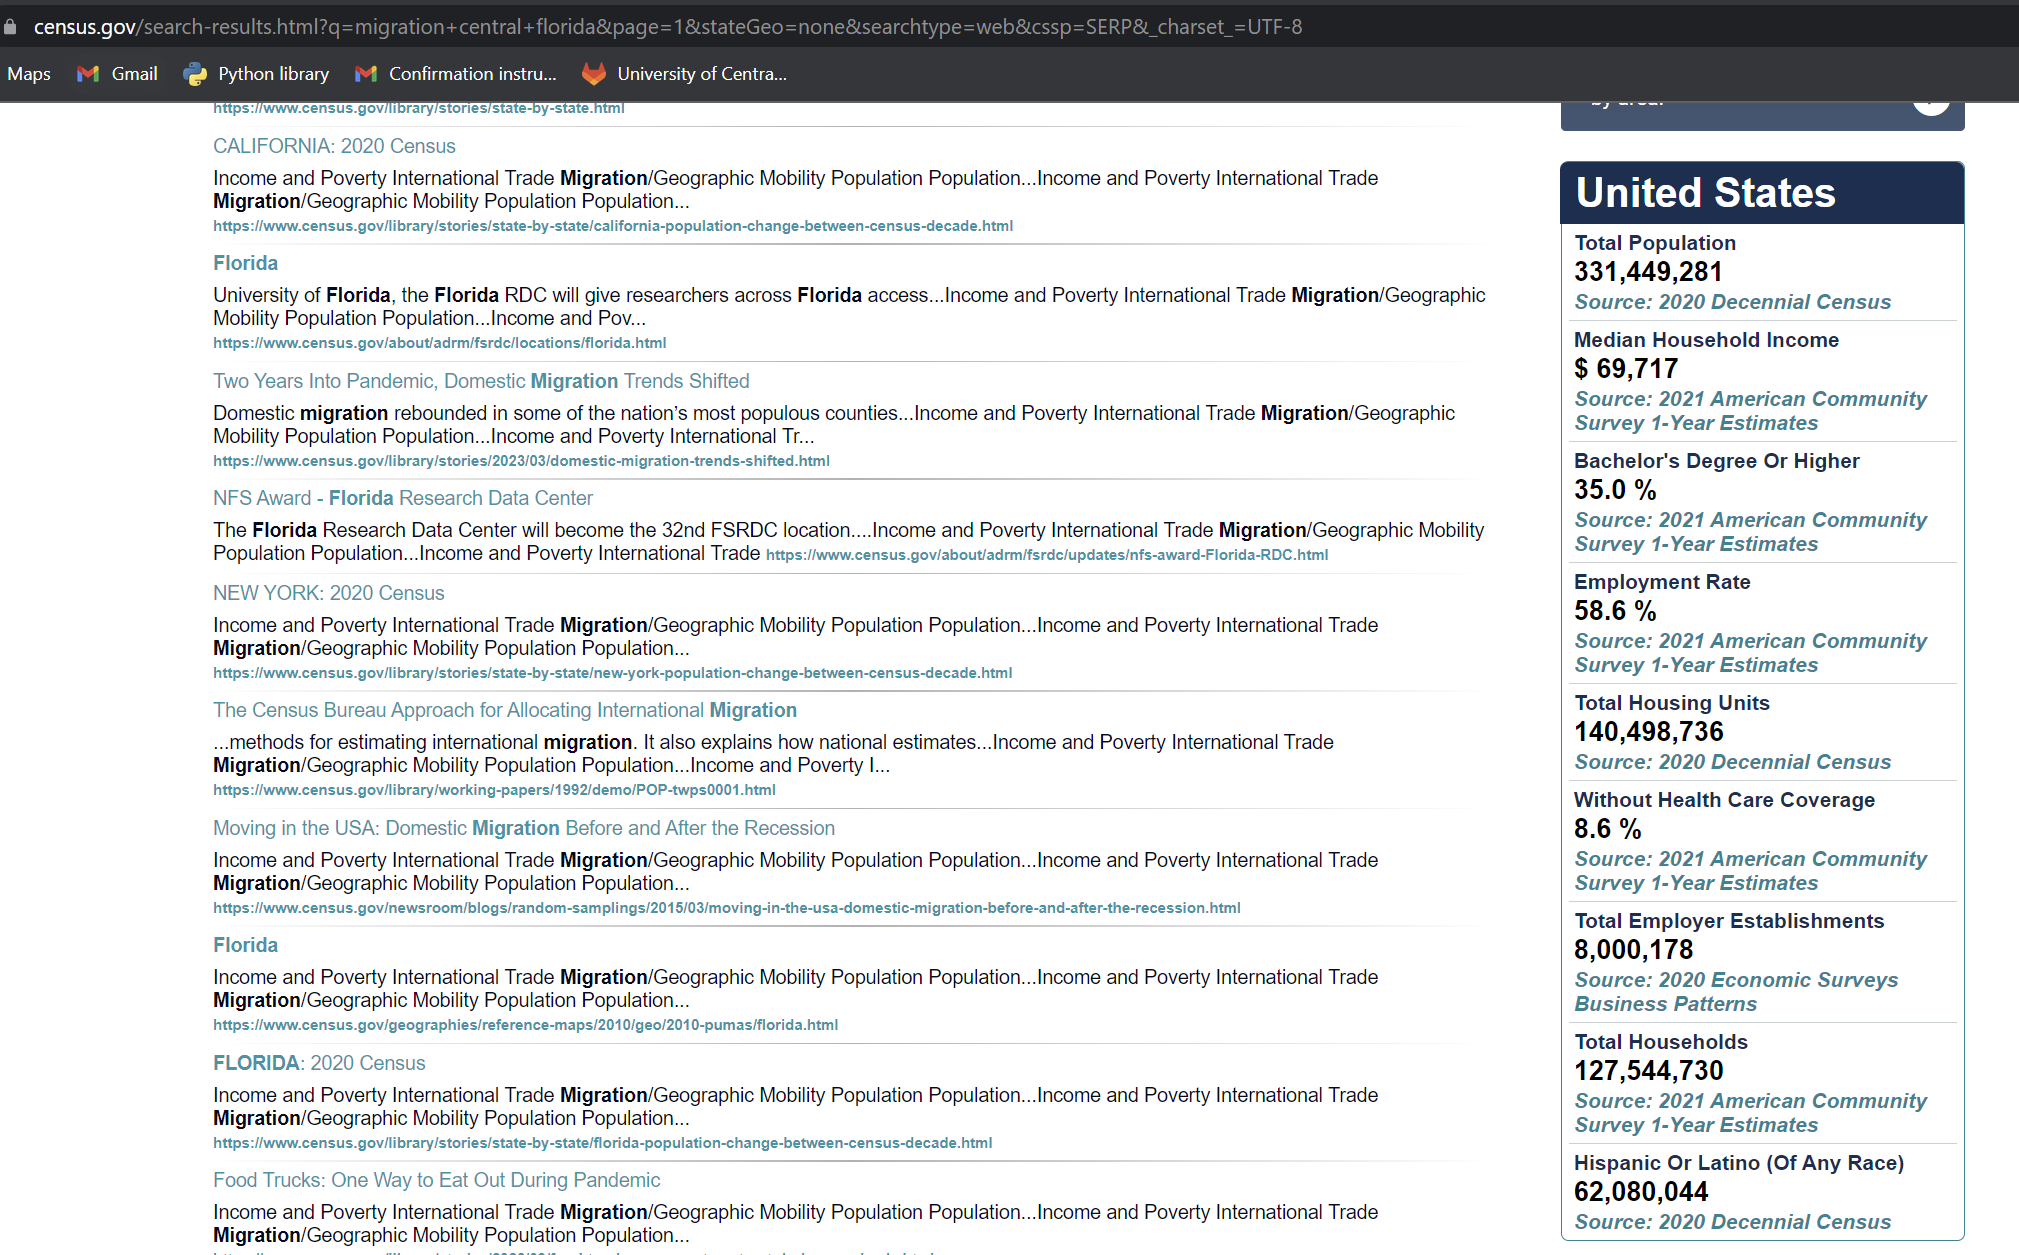 census.gov/search-results.html?q=migration+central+florida&page=1&stateGeo=none&searchtype=web&cssp=SERP&_charset_=UTF-8
Maps
Gmail
Python library
Confirmation instru...
University of Centra...
https://www.census.gov/library/stories/state-by-state.html
CALIFORNIA: 2020 Census
Income and Poverty International Trade Migration/Geographic Mobility Population Population...Income and Poverty International Trade
Migration/Geographic Mobility Population Population...
https://www.census.gov/library/stories/state-by-state/california-population-change-between-census-decade.html
Florida
University of Florida, the Florida RDC will give researchers across Florida access...Income and Poverty International Trade Migration/Geographic
Mobility Population Population...Income and Pov...
https://www.census.gov/about/adrm/fsrdc/locations/florida.html
Two Years Into Pandemic, Domestic Migration Trends Shifted
Domestic migration rebounded in some of the nation’s most populous counties...Income and Poverty International Trade Migration/Geographic
Mobility Population Population...Income and Poverty International Tr...
https://www.census.gov/library/stories/2023/03/domestic-migration-trends-shifted.html
NFS Award - Florida Research Data Center
The Florida Research Data Center will become the 32nd FSRDC location....Income and Poverty International Trade Migration/Geographic Mobility
Population Population...Income and Poverty International Trade https://www.census.gov/about/adrm/fsrdc/updates/nfs-award-Florida-RDC.html
NEW YORK: 2020 Census
Income and Poverty International Trade Migration/Geographic Mobility Population Population...Income and Poverty International Trade
Migration/Geographic Mobility Population Population...
https://www.census.gov/library/stories/state-by-state/new-york-population-change-between-census-decade.html
The Census Bureau Approach for Allocating International Migration
...methods for estimating international migration. It also explains how national estimates...Income and Poverty International Trade
Migration/Geographic Mobility Population Population...Income and Poverty I...
https://www.census.gov/library/working-papers/1992/demo/POP-twps0001.html
Moving in the USA: Domestic Migration Before and After the Recession
Income and Poverty International Trade Migration/Geographic Mobility Population Population...Income and Poverty International Trade
Migration/Geographic Mobility Population Population...
https://www.census.gov/newsroom/blogs/random-samplings/2015/03/moving-in-the-usa-domestic-migration-before-and-after-the-recession.html
Florida
Income and Poverty International Trade Migration/Geographic Mobility Population Population...Income and Poverty International Trade
Migration/Geographic Mobility Population Population...
https://www.census.gov/geographies/reference-maps/2010/geo/2010-pumas/florida.html
FLORIDA: 2020 Census
Income and Poverty International Trade Migration/Geographic Mobility Population Population...Income and Poverty International Trade
Migration/Geographic Mobility Population Population...
https://www.census.gov/library/stories/state-by-state/florida-population-change-between-census-decade.html
Food Trucks: One Way to Eat Out During Pandemic
Income and Poverty International Trade Migration/Geographic Mobility Population Population...Income and Poverty International Trade
Migration/Geographic Mobility Population Population...
by area.
United States
Total Population
331,449,281
Source: 2020 Decennial Census
Median Household Income
$ 69,717
Source: 2021 American Community
Survey 1-Year Estimates
Bachelor's Degree Or Higher
35.0 %
Source: 2021 American Community
Survey 1-Year Estimates
Employment Rate
58.6 %
Source: 2021 American Community
Survey 1-Year Estimates
Total Housing Units
140,498,736
Source: 2020 Decennial Census
Without Health Care Coverage
8.6 %
Source: 2021 American Community
Survey 1-Year Estimates
Total Employer Establishments
8,000,178
Source: 2020 Economic Surveys
Business Patterns
Total Households
127,544,730
Source: 2021 American Community
Survey 1-Year Estimates
Hispanic Or Latino (Of Any Race)
62,080,044
Source: 2020 Decennial Census